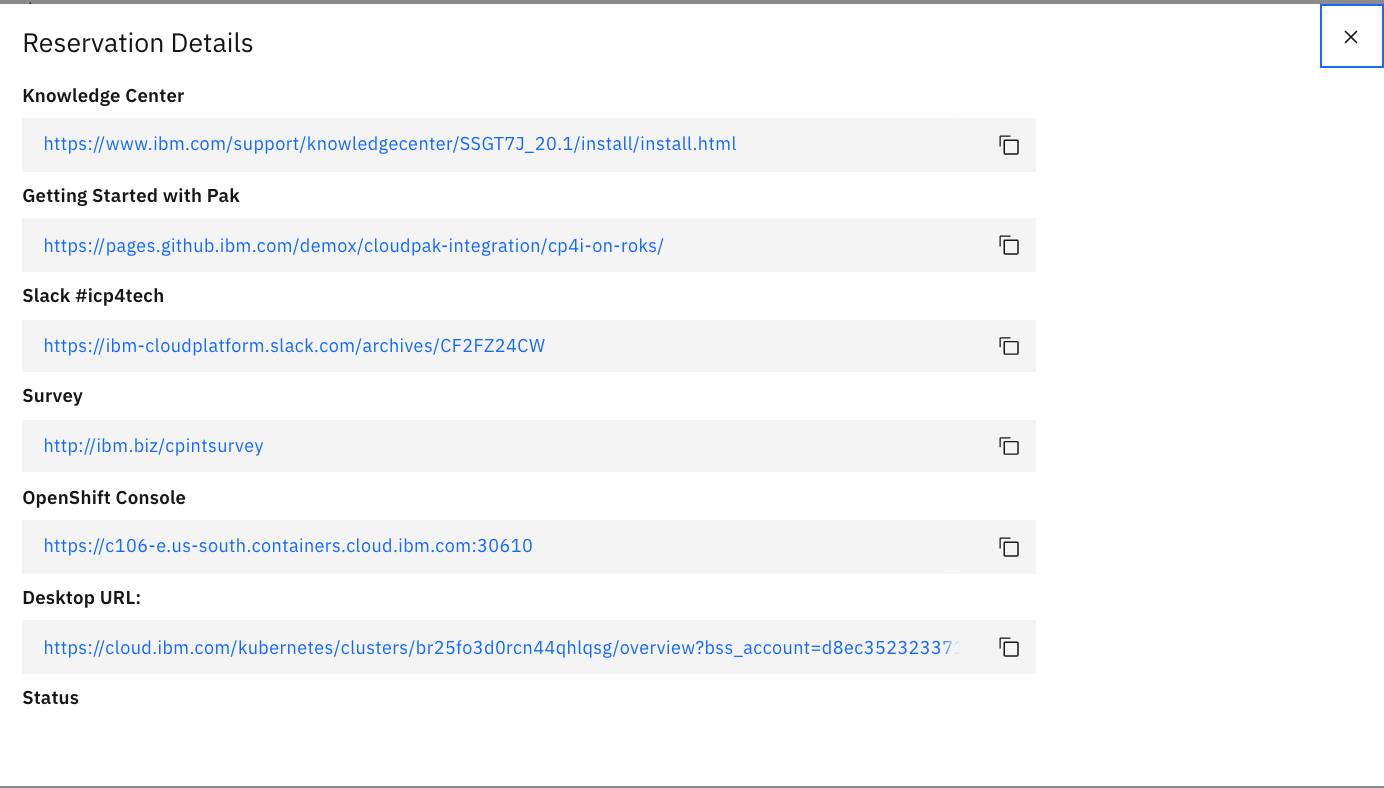 Reservation Details
Knowledge Center
https://www.ibm.com/support/knowledgecenter/SSGT7J_20.1/install/install.html
Getting Started with Pak
https://pages.github.ibm.com/demox/cloudpak-integration/cp4i-on-roks/
Slack #icp4tech
https://ibm-cloudplatform.slack.com/archives/CF2FZ24CW
Survey
http://ibm.biz/cpintsurvey
OpenShift Console
https://c106-e.us-south.containers.cloud.ibm.com:30610
Desktop URL:
https://cloud.ibm.com/kubernetes/clusters/br25fo3d0rcn44qhlqsg/overview?bss_account=d8ec352323371
Status